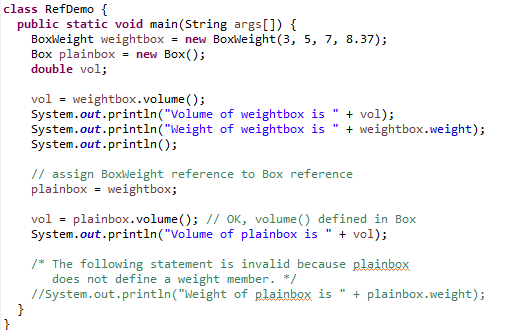 class RefDemo {
public static void main(String args[]) {
BoxWeight weightbox = new BoxWeight(3, 5, 7, 8.37);
Box plainbox = new Box();
double vol;
vol = weightbox.volume();
System.out.println("Volume of weightbox is " + vol);
System.out.println("Weight of weightbox is " + weightbox.weight);
System.out.println();
// assign BoxWeight reference to Box reference
plainbox = weightbox;
vol = plainbox.volume(); // OK, volume() defined in Box
System.out.println("Volume of plainbox is " + vol);
/* The following statement is invalid because plainbox
does not define a weight member. */
//System.out.println("Weight of plainbox is " + plainbox.weight);
}
}